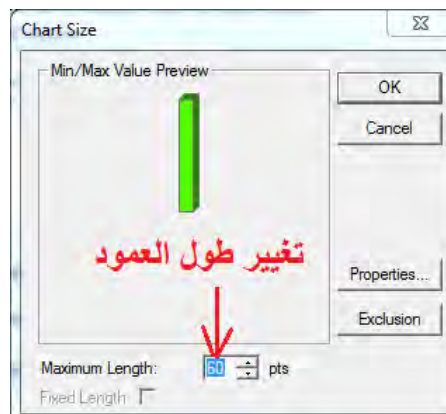 Chart Size
Min/Max Value Preview
OK
Cancel
تغيير طول العمود
Properties...
Exclusion
Maximum Length: 60 pts
Fixed Length